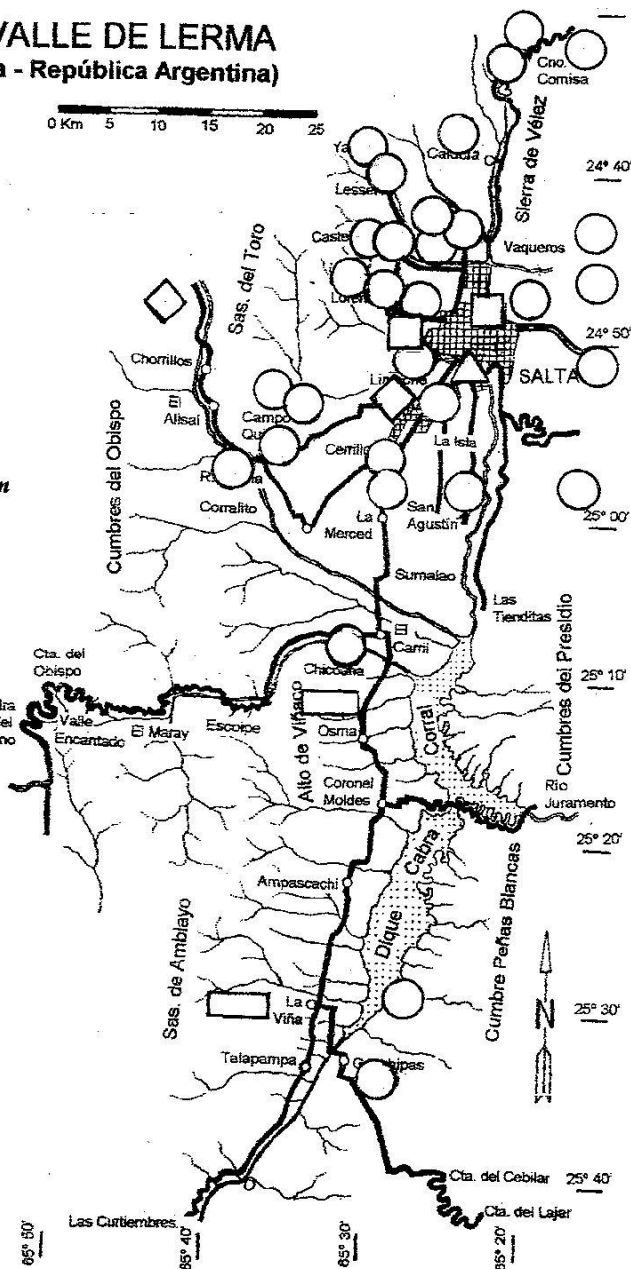 VALLE DE LERMA
- República Argentina)
0 Km 5 10 15 20 25
Cno.
Cornisa
Sierra de Vélez
24° 40'
Vaqueros
Sas. del Toro
24° 50'
SALTA
Chorrillos
El
Alisal
Campo
La Isla
Cumbres del Obispo
Corralito
La
Merced
San
Agustín
25° 00'
Sumalao
Las
Tienditas
El
Carril
Cta. del
Obispo
Chicoana
25° 10'
Cumbres del Presidio
Valle
Encantado
El Maray
Escoipe
Alto de Viñaco
Osma
Corral
Coronel
Moldes
Río
Juramento
25° 20'
Ampascachi
Dique Cabra
Cumbre Peñas Blancas
Sas. de Amblayo
La
Viña
N
25° 30'
Talapampa
Cta. del Cebilar
25° 40'
Cta. del Lajar
Las Curtiembres
65° 50'
65° 40'
65° 30'
65° 20'